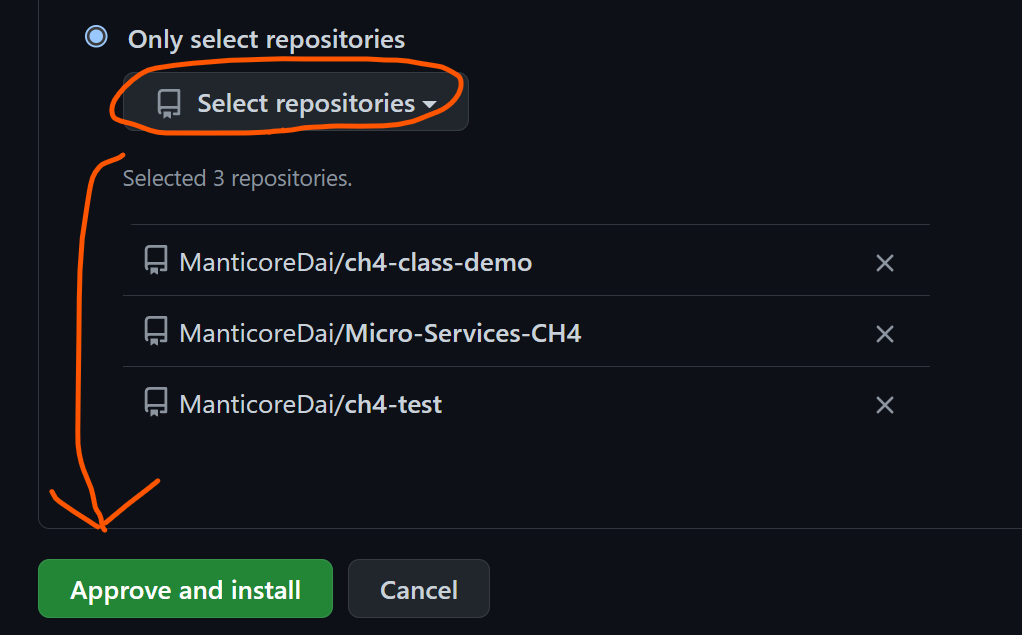 Only select repositories
Select repositories
Selected 3 repositories.
ManticoreDai/ch4-class-demo
ManticoreDai/Micro-Services-CH4
ManticoreDai/ch4-test
Approve and install
Cancel